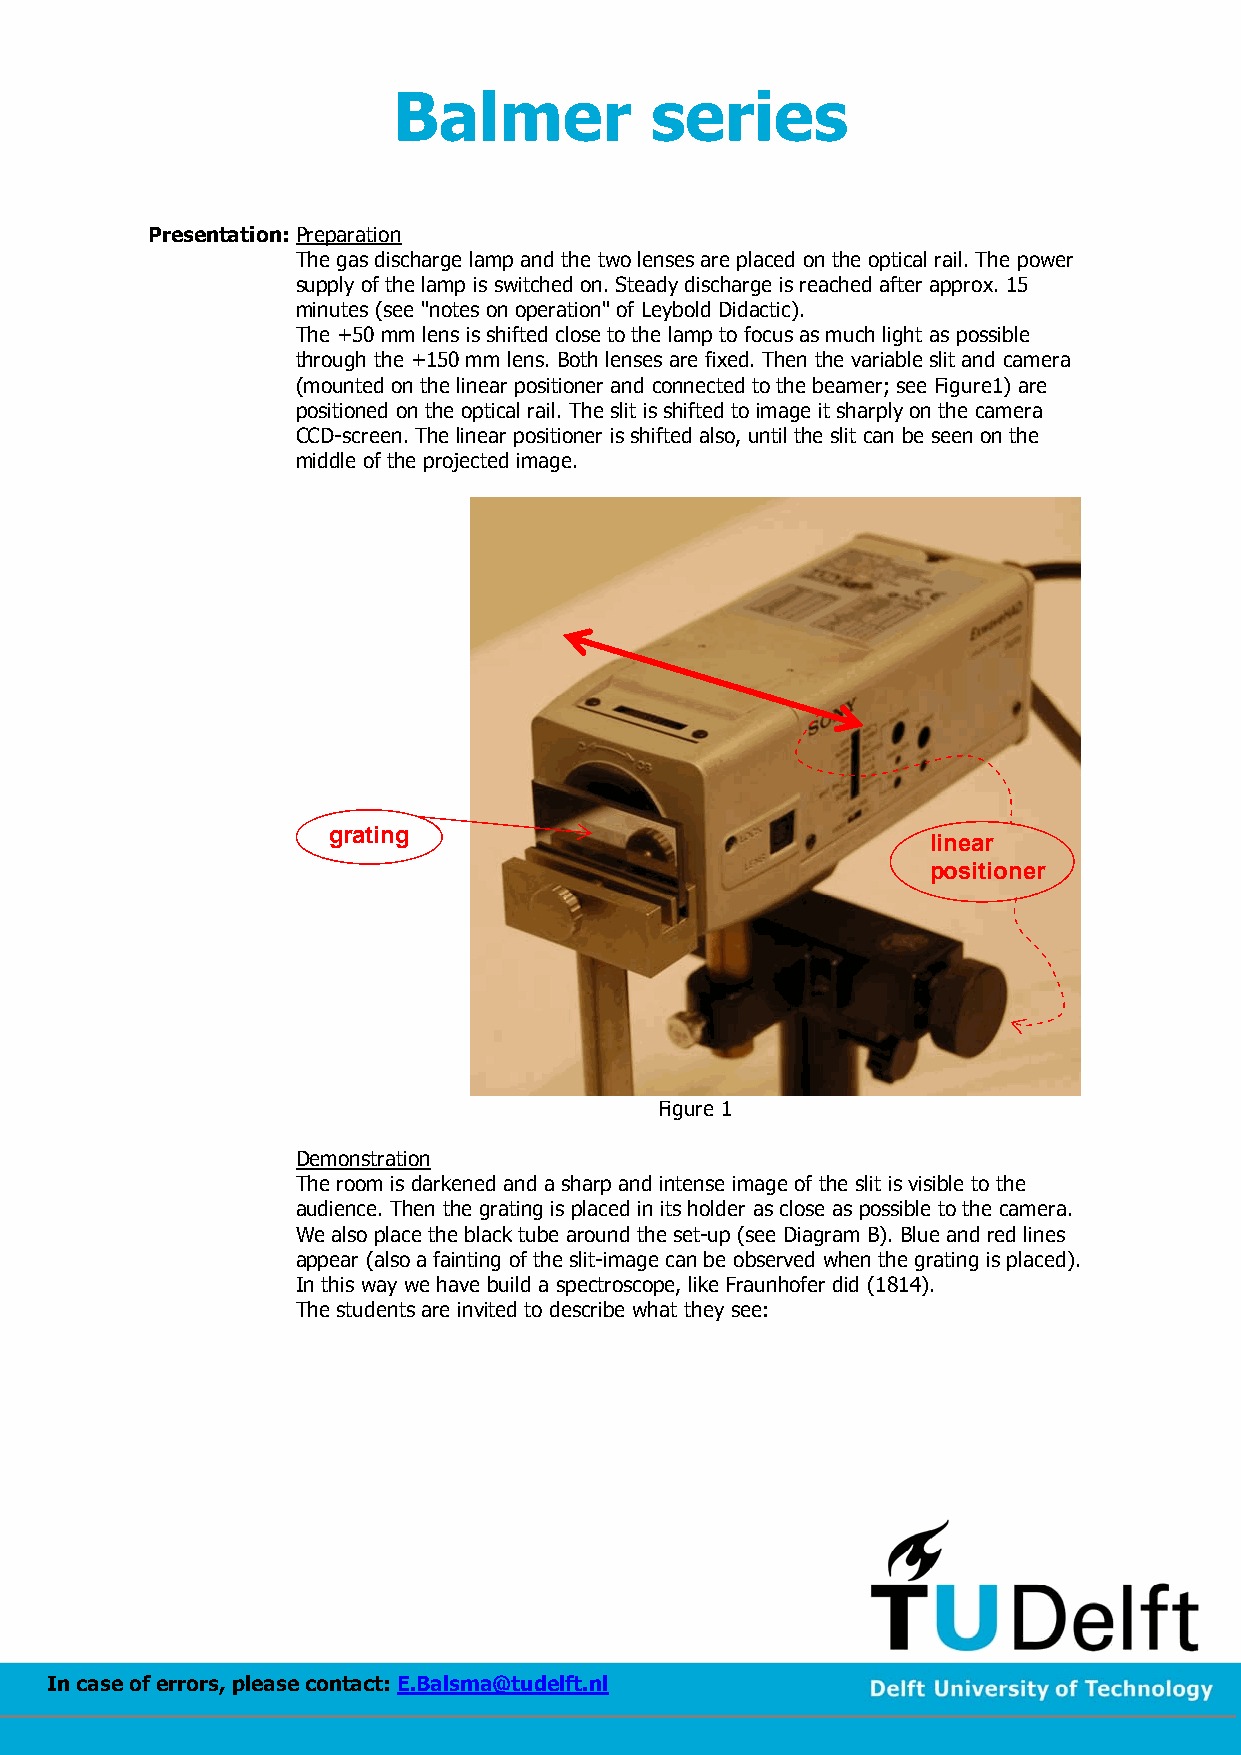 Balmer series
Presentation: Preparation
The gas discharge lamp and the two lenses are placed on the optical rail. The power
supply of the lamp is switched on. Steady discharge is reached after approx. 15
minutes (see "notes on operation" of Leybold Didactic).
The +50 mm lens is shifted close to the lamp to focus as much light as possible
through the +150 mm lens. Both lenses are fixed. Then the variable slit and camera
(mounted on the linear positioner and connected to the beamer; see Figure1) are
positioned on the optical rail. The slit is shifted to image it sharply on the camera
CCD-screen. The linear positioner is shifted also, until the slit can be seen on the
middle of the projected image.
ExwaveHAD
SONY
LOCK
LENS
grating
linear
positioner
Figure 1
Demonstration
The room is darkened and a sharp and intense image of the slit is visible to the
audience. Then the grating is placed in its holder as close as possible to the camera.
We also place the black tube around the set-up (see Diagram B). Blue and red lines
appear (also a fainting of the slit-image can be observed when the grating is placed).
In this way we have build a spectroscope, like Fraunhofer did (1814).
The students are invited to describe what they see:
TUDelft
In case of errors, please contact: E.Balsma@tudelft.nl
Delft University of Technology